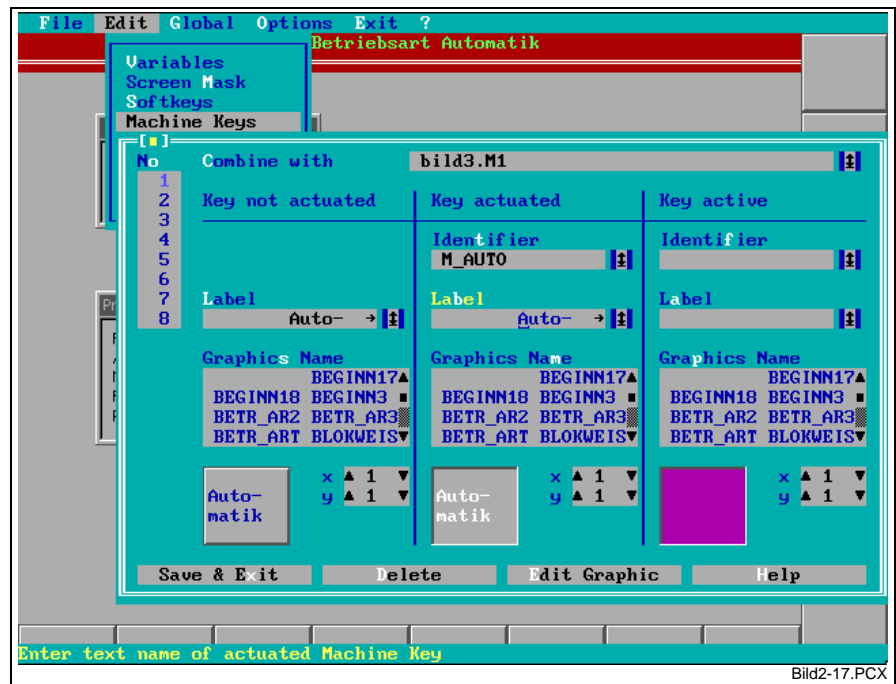 File Edit Global Options Exit ?
Betriebsart Automatik
Variables
Screen Mask
Softkeys
Machine Keys
No
1
2
3
4
5
6
7
8
Combine with bild3.M1
Key not actuated
Label
Auto-
Graphics Name
BEGINN17
BEGINN18 BEGINN3
BETR_AR2 BETR_AR3
BETR_ART BLOKWEIS
Auto-
matik
x 1
y 1
Key actuated
Identifier
M_AUTO
Label
Auto-
Graphics Name
BEGINN17
BEGINN18 BEGINN3
BETR_AR2 BETR_AR3
BETR_ART BLOKWEIS
Auto-
matik
x 1
y 1
Key active
Identifier
Label
Graphics Name
BEGINN17
BEGINN18 BEGINN3
BETR_AR2 BETR_AR3
BETR_ART BLOKWEIS
x 1
y 1
Save & Exit Delete Edit Graphic Help
Enter text name of actuated Machine Key
Bild2-17.PCX